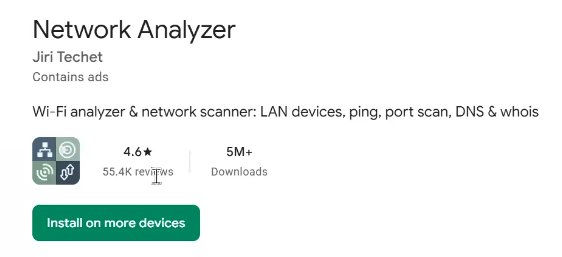 Network Analyzer
Jiri Techet
Contains ads
Wi-Fi analyzer & network scanner: LAN devices, ping, port scan, DNS & whois
4.6★ 5M+
55.4K reviews Downloads
Install on more devices